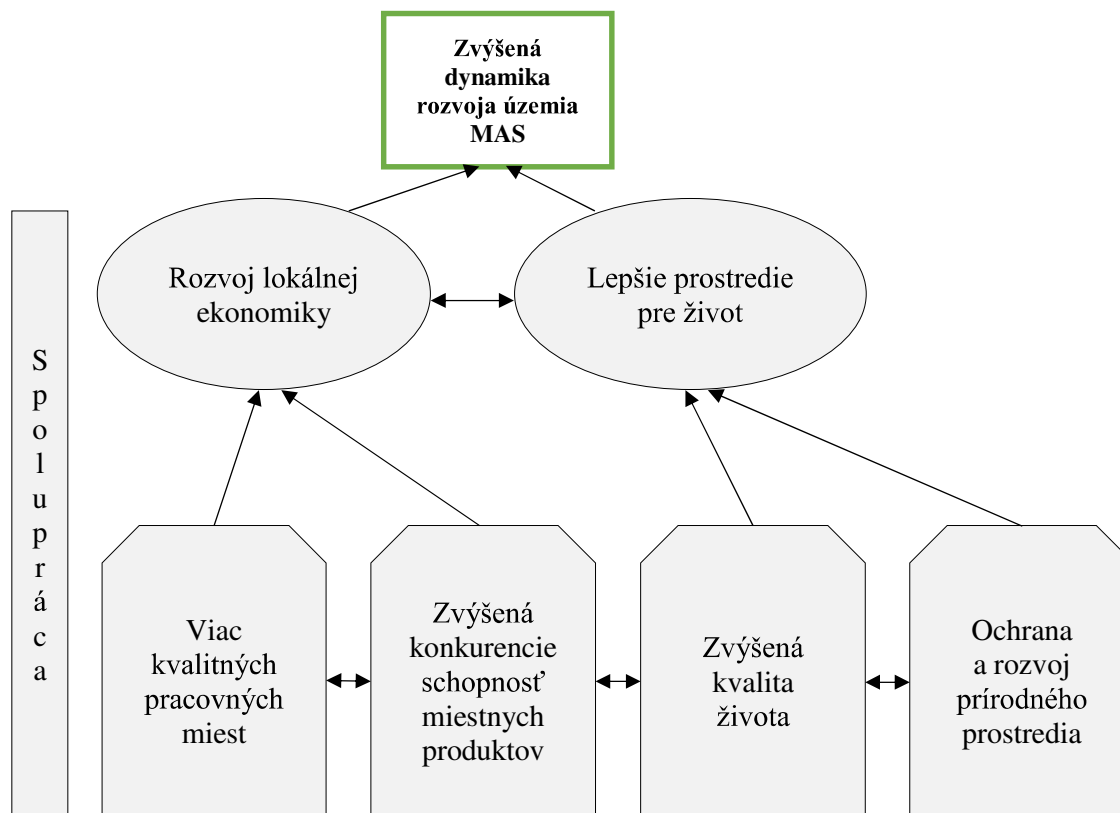 Zvýšená
dynamika
rozvoja územia
MAS
Rozvoj lokálnej
ekonomiky
Lepšie prostredie
pre život
S
p
o
l
u
p
r
á
c
a
Viac
kvalitných
pracovných
miest
Zvýšená
konkurencie
schopnosť
miestnych
produktov
Zvýšená
kvalita
života
Ochrana
a rozvoj
prírodného
prostredia